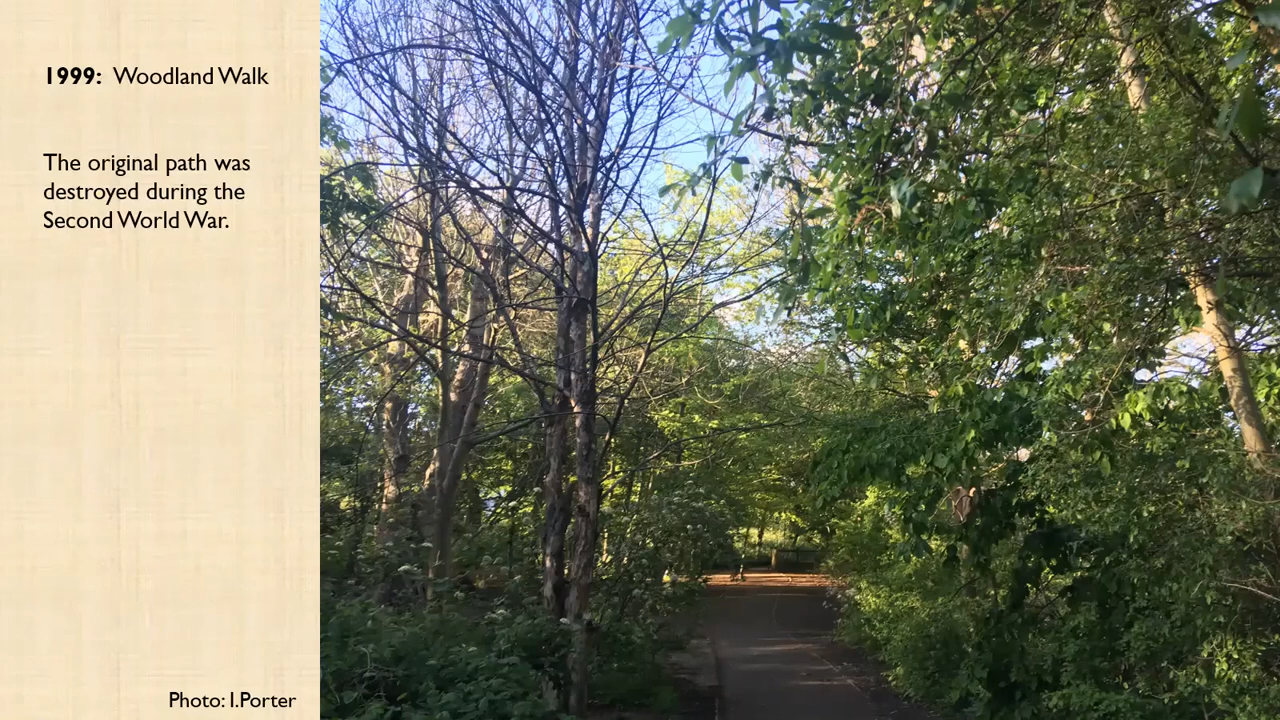 1999: Woodland Walk
The original path was
destroyed during the
Second World War.
Photo: I.Porter